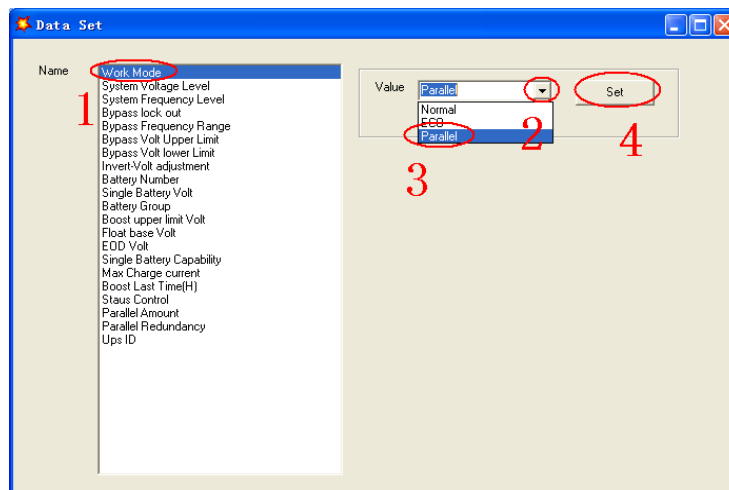 Data Set
Name
Work Mode
System Voltage Level
System Frequency Level
Bypass lock out
Bypass Frequency Range
Bypass Volt Upper Limit
Bypass Volt lower Limit
Invert-Volt adjustment
Battery Number
Single Battery Volt
Battery Group
Boost upper limit Volt
Float base Volt
EOD Volt
Single Battery Capability
Max Charge current
Boost Last Time(H)
Staus Control
Parallel Amount
Parallel Redundancy
Ups ID
1
Value
Parallel
Normal
ECO
Parallel
2
3
Set
4